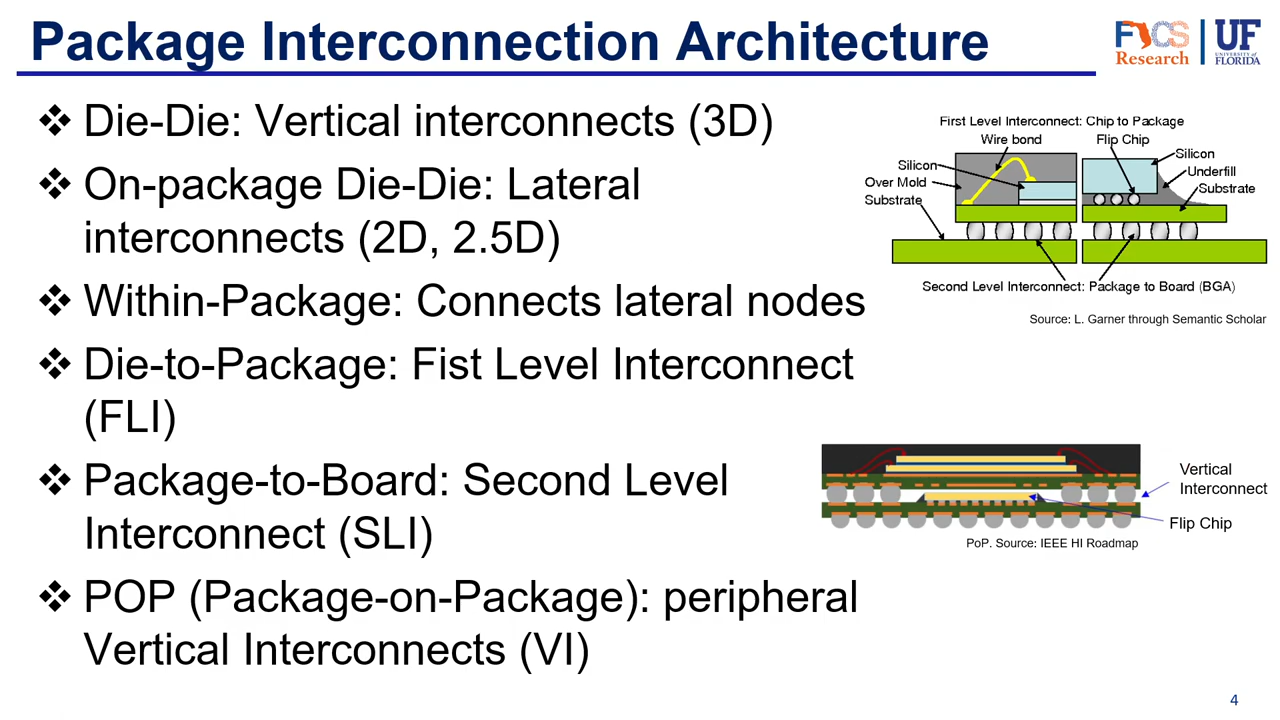 Package Interconnection Architecture
FICS
Research
UF
UNIVERSITY of
FLORIDA
❖ Die-Die: Vertical interconnects (3D)
❖ On-package Die-Die: Lateral
interconnects (2D, 2.5D)
❖ Within-Package: Connects lateral nodes
❖ Die-to-Package: Fist Level Interconnect
(FLI)
❖ Package-to-Board: Second Level
Interconnect (SLI)
❖ POP (Package-on-Package): peripheral
Vertical Interconnects (VI)
First Level Interconnect: Chip to Package
Wire bond
Flip Chip
Silicon
Over Mold
Substrate
Silicon
Underfill
Substrate
Second Level Interconnect: Package to Board (BGA)
Source: L. Garner through Semantic Scholar
Vertical
Interconnect
Flip Chip
PoP. Source: IEEE HI Roadmap
4